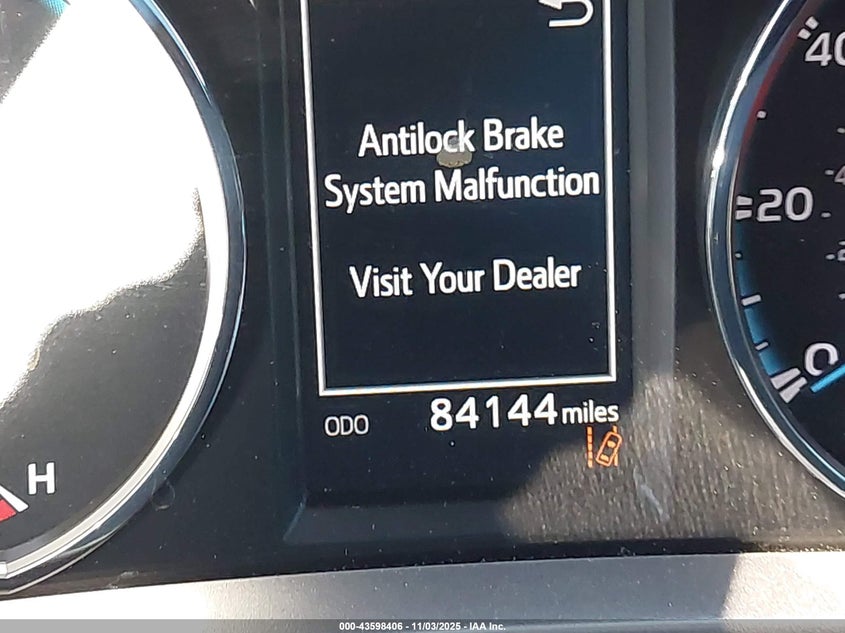 40
Antilock Brake
System Malfunction
20
Visit Your Dealer
0
ODO 84144 miles
H
000-43598406 - 11/03/2025 - IAA Inc.